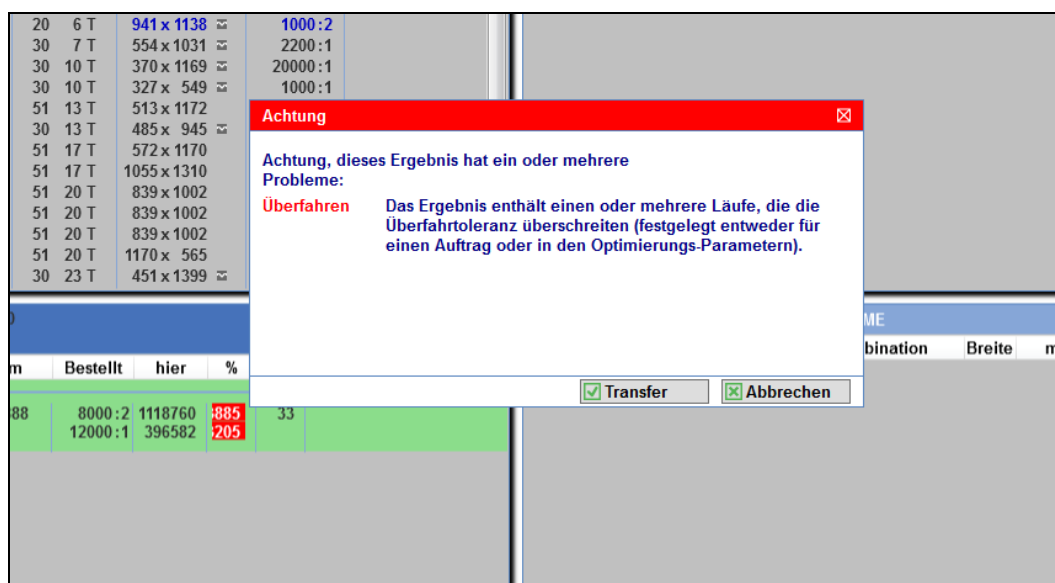 20 6 T 941 x 1138 1000:2
30 7 T 554 x 1031 2200:1
30 10 T 370 x 1169 20000:1
30 10 T 327 x 549 1000:1
51 13 T 513 x 1172
30 13 T 485 x 945
51 17 T 572 x 1170
51 17 T 1055 x 1310
51 20 T 839 x 1002
51 20 T 839 x 1002
51 20 T 839 x 1002
51 20 T 1170 x 565
30 23 T 451 x 1399
Achtung
Achtung, dieses Ergebnis hat ein oder mehrere
Probleme:
Überfahren Das Ergebnis enthält einen oder mehrere Läufe, die die
Überfahrtoleranz überschreiten (festgelegt entweder für
einen Auftrag oder in den Optimierungs-Parametern).
Transfer Abbrechen
ME
bination Breite m
m Bestellt hier %
88 8000:2 1118760 885 33
12000:1 396582 205